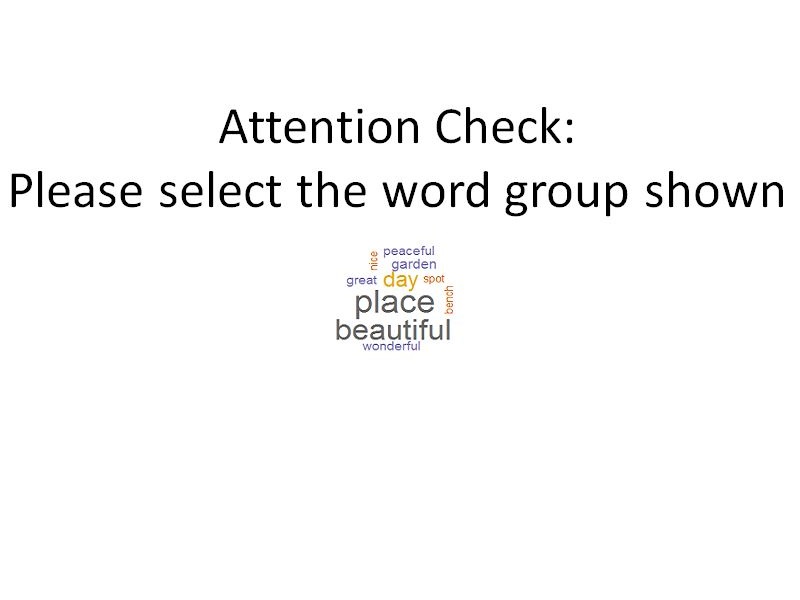 Attention Check:
Please select the word group shown
peaceful
nice
garden
great day spot
bench
place
beautiful
wonderful